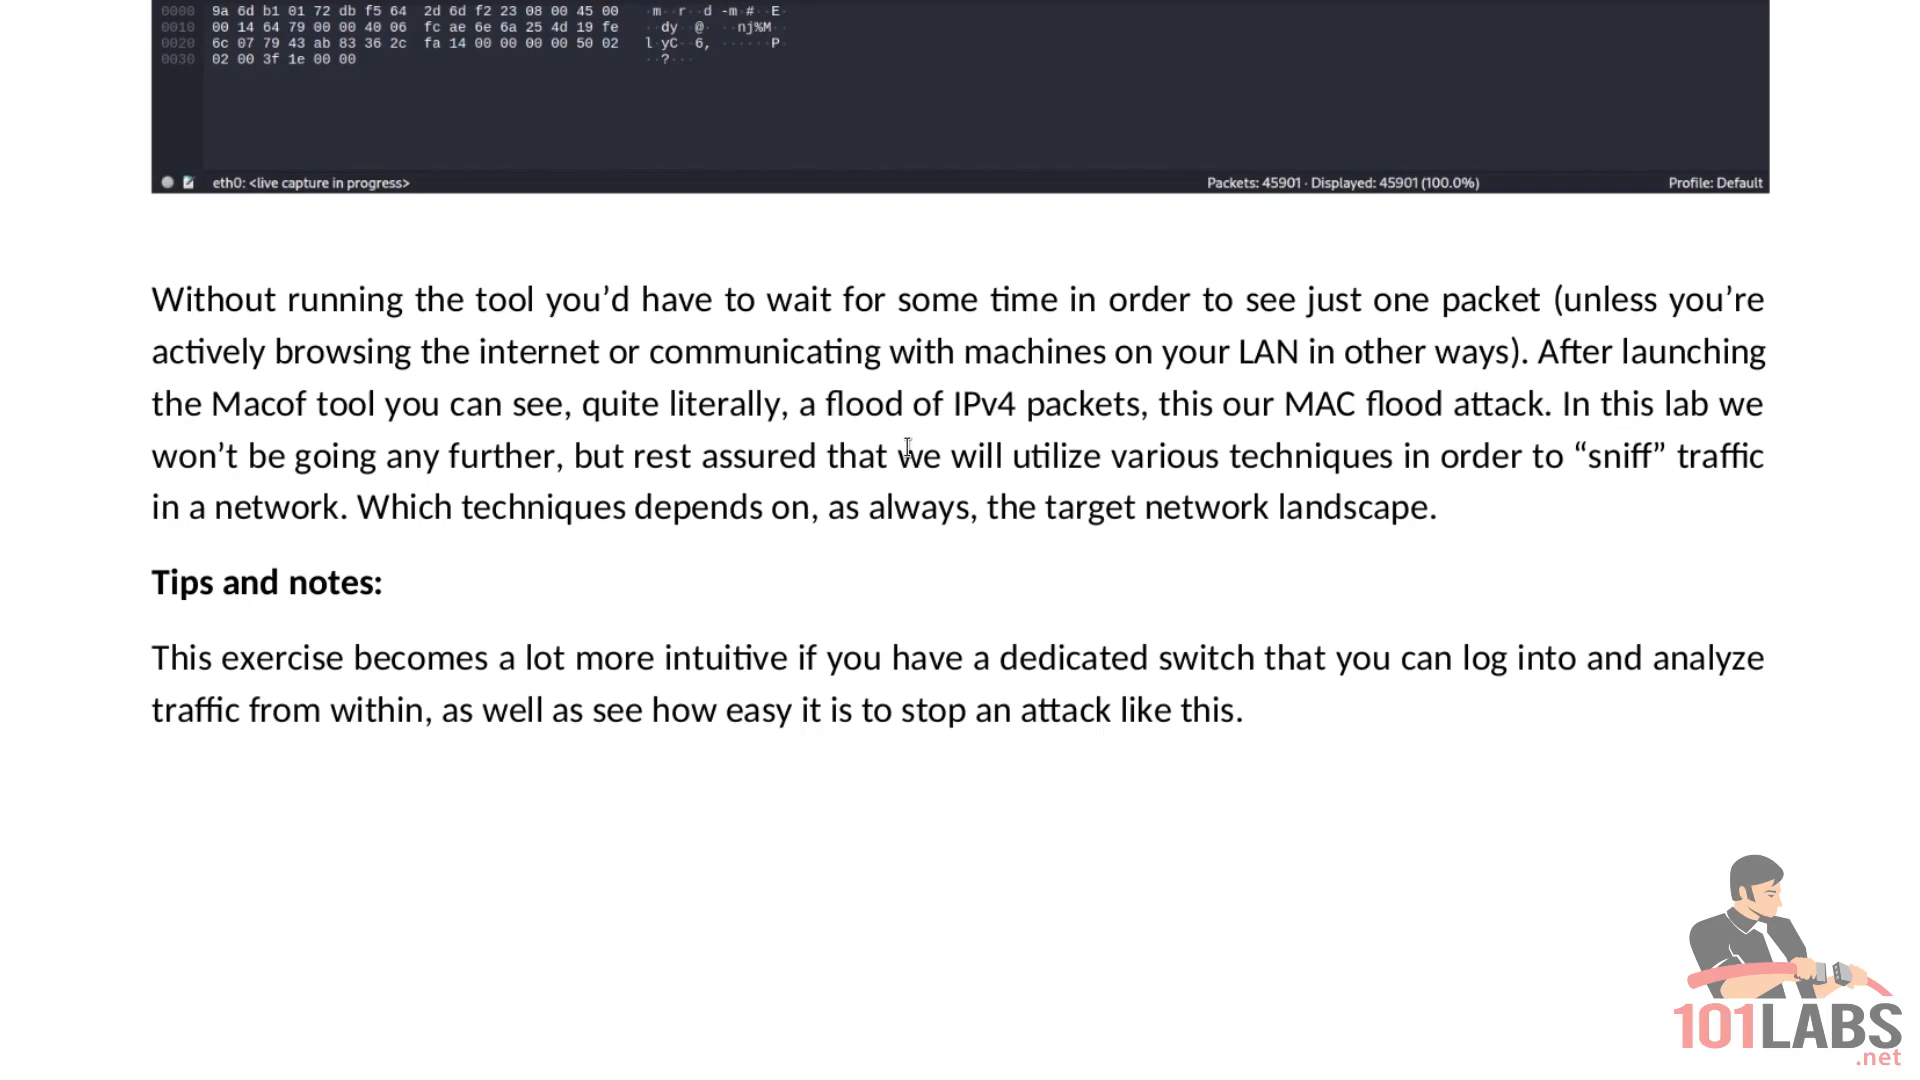 0000 9a 6d b1 01 72 db f5 64 2d 6d f2 23 08 00 45 00 ·m··r··d -m·#··E·
0010 00 14 64 79 00 00 40 06 fc ae 6e 6a 25 4d 19 fe ··dy··@· ··nj%M··
0020 6c 07 79 43 ab 83 36 2c fa 14 00 00 00 00 50 02 l·yC··6, ······P·
0030 02 00 3f 1e 00 00 ··?···
eth0: <live capture in progress> Packets: 45901 · Displayed: 45901 (100.0%) Profile: Default
Without running the tool you’d have to wait for some time in order to see just one packet (unless you’re
actively browsing the internet or communicating with machines on your LAN in other ways). After launching
the Macof tool you can see, quite literally, a flood of IPv4 packets, this our MAC flood attack. In this lab we
won’t be going any further, but rest assured that we will utilize various techniques in order to “sniff” traffic
in a network. Which techniques depends on, as always, the target network landscape.
Tips and notes:
This exercise becomes a lot more intuitive if you have a dedicated switch that you can log into and analyze
traffic from within, as well as see how easy it is to stop an attack like this.
101LABS
.net